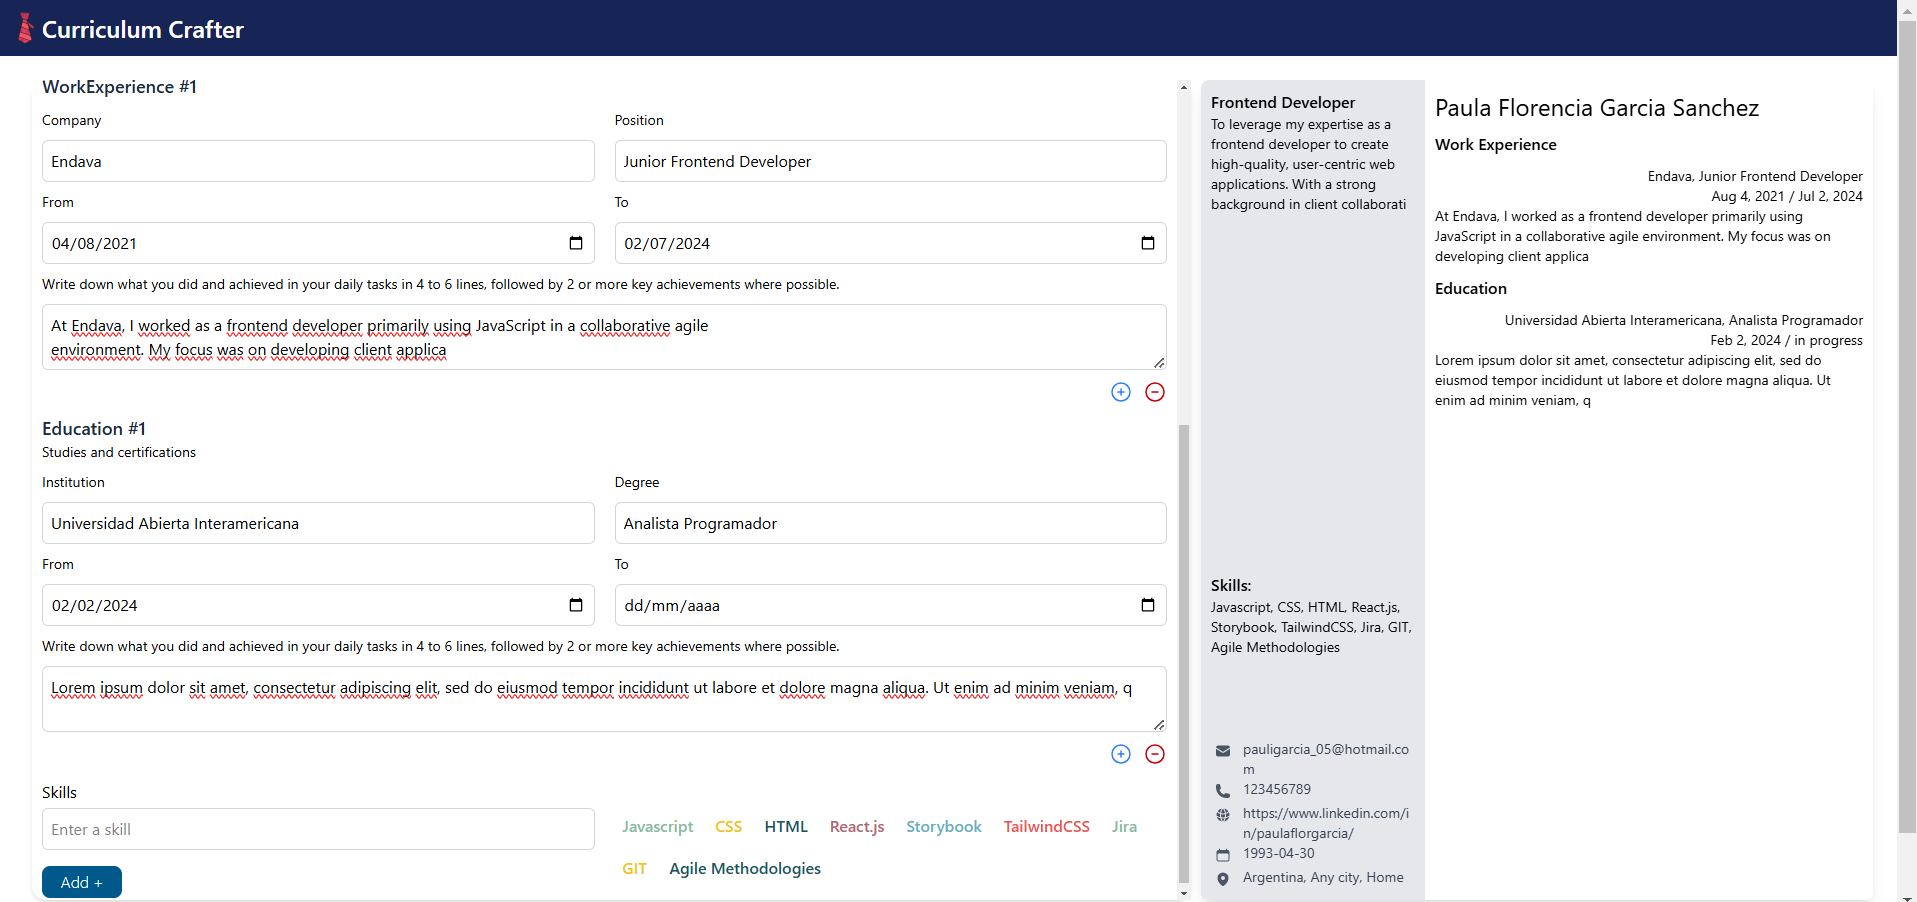 Curriculum Crafter
WorkExperience #1
Company
Position
Endava
Junior Frontend Developer
From
To
04/08/2021
02/07/2024
Write down what you did and achieved in your daily tasks in 4 to 6 lines, followed by 2 or more key achievements where possible.
At Endava, I worked as a frontend developer primarily using JavaScript in a collaborative agile
environment. My focus was on developing client applica
Education #1
Studies and certifications
Institution
Degree
Universidad Abierta Interamericana
Analista Programador
From
To
02/02/2024
dd/mm/aaaa
Write down what you did and achieved in your daily tasks in 4 to 6 lines, followed by 2 or more key achievements where possible.
Lorem ipsum dolor sit amet, consectetur adipiscing elit, sed do eiusmod tempor incididunt ut labore et dolore magna aliqua. Ut enim ad minim veniam, q
Skills
Enter a skill
Javascript CSS HTML React.js Storybook TailwindCSS Jira
GIT Agile Methodologies
Add +
Frontend Developer
To leverage my expertise as a
frontend developer to create
high-quality, user-centric web
applications. With a strong
background in client collaborati
Skills:
Javascript, CSS, HTML, React.js,
Storybook, TailwindCSS, Jira, GIT,
Agile Methodologies
pauligarcia_05@hotmail.co
m
123456789
https://www.linkedin.com/i
n/paulaflorgarcia/
1993-04-30
Argentina, Any city, Home
Paula Florencia Garcia Sanchez
Work Experience
Endava, Junior Frontend Developer
Aug 4, 2021 / Jul 2, 2024
At Endava, I worked as a frontend developer primarily using
JavaScript in a collaborative agile environment. My focus was on
developing client applica
Education
Universidad Abierta Interamericana, Analista Programador
Feb 2, 2024 / in progress
Lorem ipsum dolor sit amet, consectetur adipiscing elit, sed do
eiusmod tempor incididunt ut labore et dolore magna aliqua. Ut
enim ad minim veniam, q